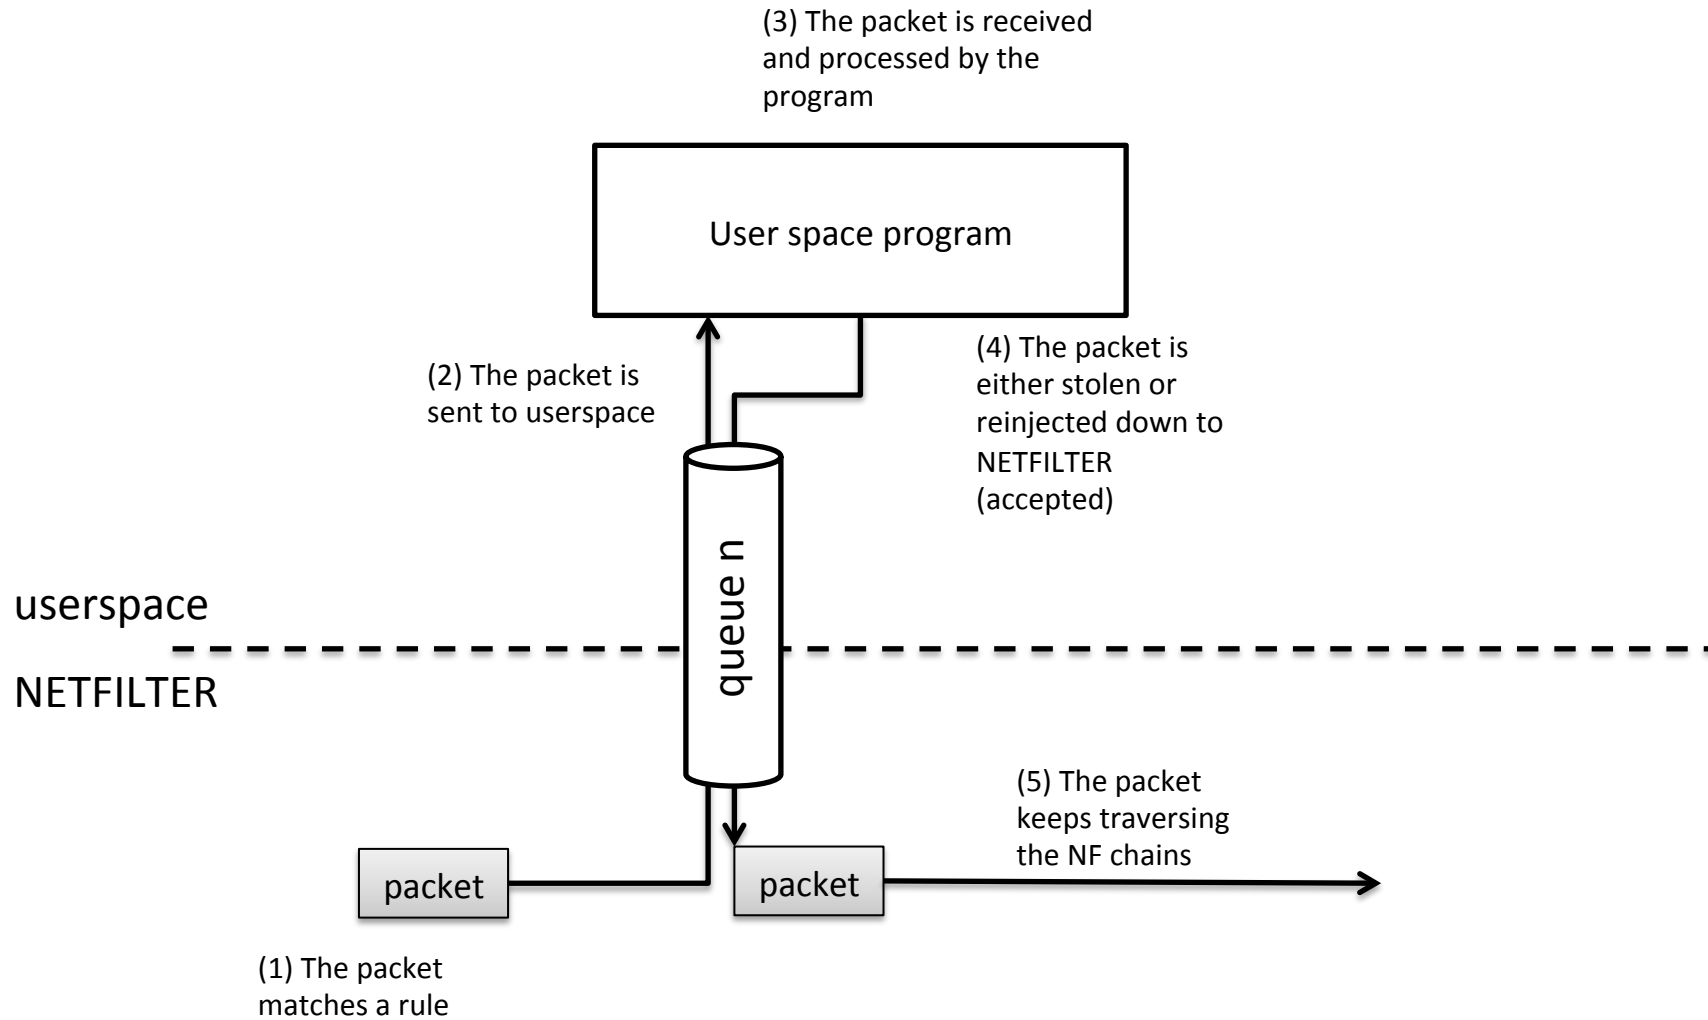 (3) The packet is received
and processed by the
program
User space program
(2) The packet is
sent to userspace
(4) The packet is
either stolen or
reinjected down to
NETFILTER
(accepted)
queue n
userspace
NETFILTER
(5) The packet
keeps traversing
the NF chains
packet
packet
(1) The packet
matches a rule